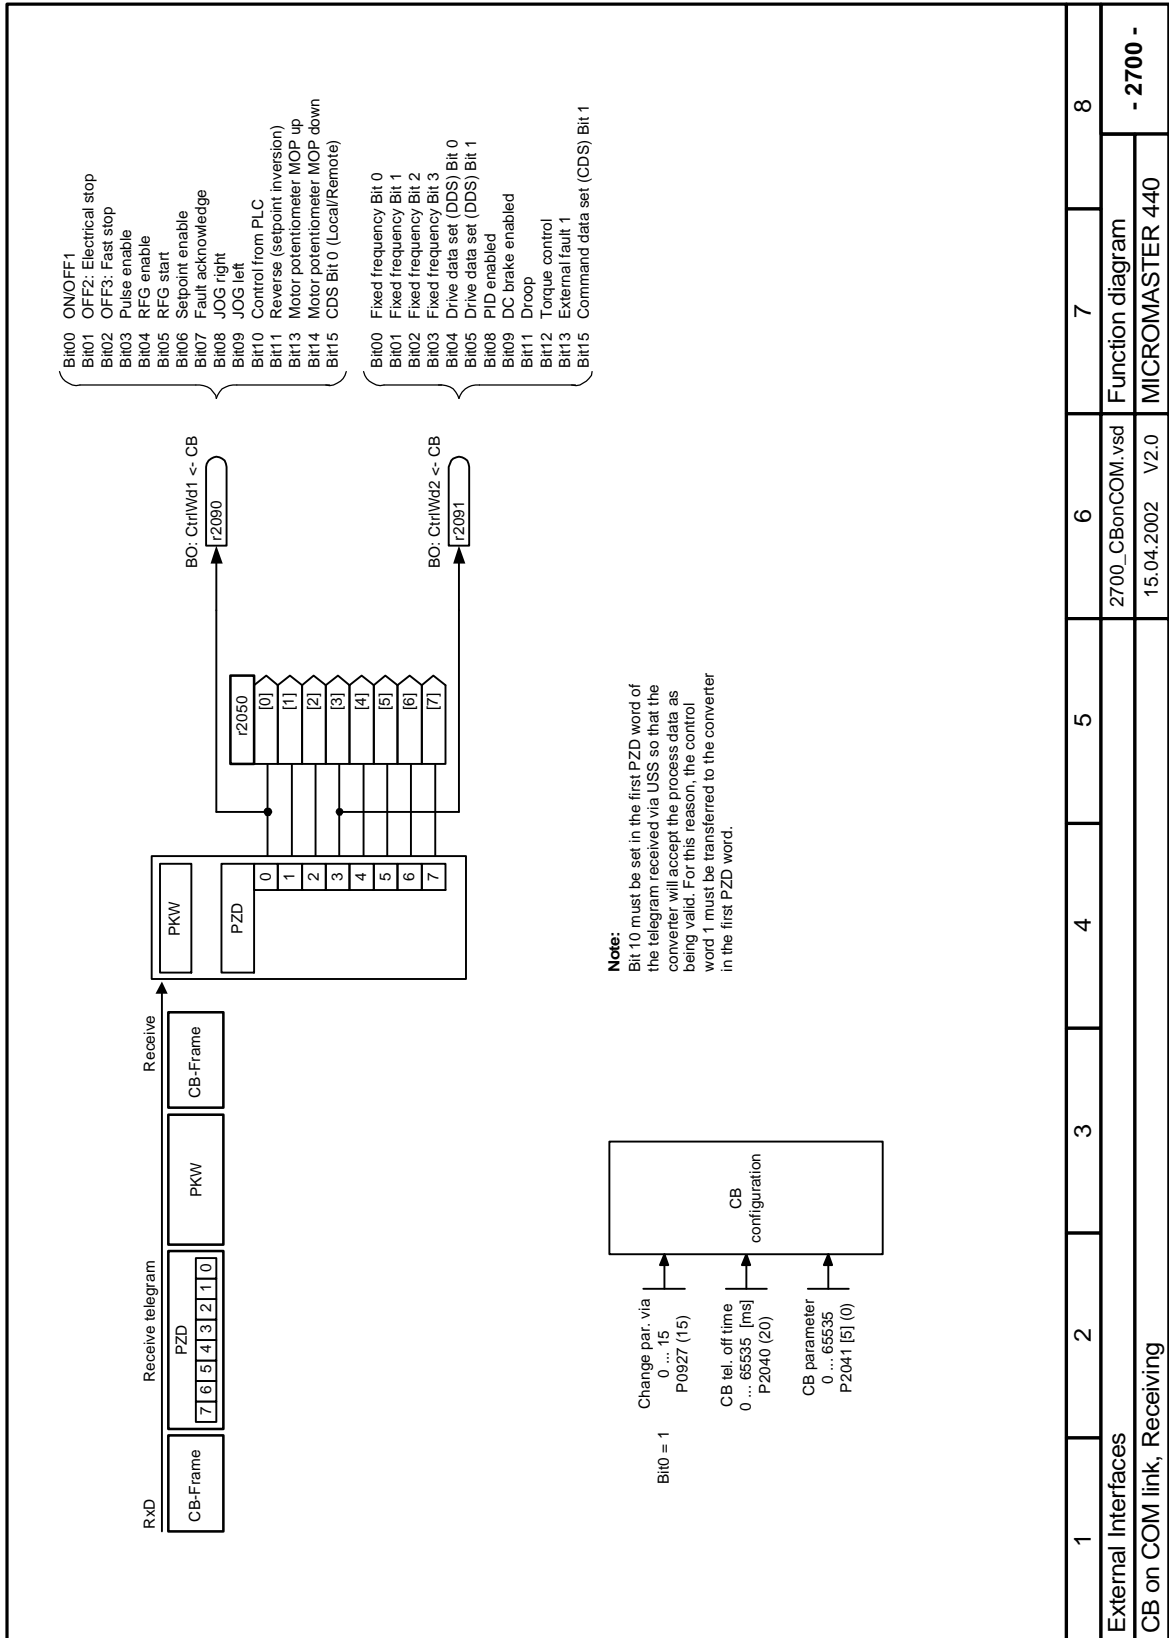 RxD
Receive telegram
Receive
CB-Frame
PZD
7 6 5 4 3 2 1 0
PKW
CB-Frame
PKW
PZD
0
1
2
3
4
5
6
7
r2050
[0]
[1]
[2]
[3]
[4]
[5]
[6]
[7]
BO: CtrlWd1 <- CB
r2090
BO: CtrlWd2 <- CB
r2091
Bit00 ON/OFF1
Bit01 OFF2: Electrical stop
Bit02 OFF3: Fast stop
Bit03 Pulse enable
Bit04 RFG enable
Bit05 RFG start
Bit06 Setpoint enable
Bit07 Fault acknowledge
Bit08 JOG right
Bit09 JOG left
Bit10 Control from PLC
Bit11 Reverse (setpoint inversion)
Bit13 Motor potentiometer MOP up
Bit14 Motor potentiometer MOP down
Bit15 CDS Bit 0 (Local/Remote)
Bit00 Fixed frequency Bit 0
Bit01 Fixed frequency Bit 1
Bit02 Fixed frequency Bit 2
Bit03 Fixed frequency Bit 3
Bit04 Drive data set (DDS) Bit 0
Bit05 Drive data set (DDS) Bit 1
Bit08 PID enabled
Bit09 DC brake enabled
Bit11 Droop
Bit12 Torque control
Bit13 External fault 1
Bit15 Command data set (CDS) Bit 1
Bit0 = 1
Change par. via
0 ... 15
P0927 (15)
CB tel. off time
0 ... 65535 [ms]
P2040 (20)
CB parameter
0 ... 65535
P2041 [5] (0)
CB
configuration
Note:
Bit 10 must be set in the first PZD word of
the telegram received via USS so that the
converter will accept the process data as
being valid. For this reason, the control
word 1 must be transferred to the converter
in the first PZD word.
1 2 3 4 5 6 7 8
External Interfaces
2700_CBonCOM.vsd
Function diagram
- 2700 -
CB on COM link, Receiving
15.04.2002 V2.0
MICROMASTER 440